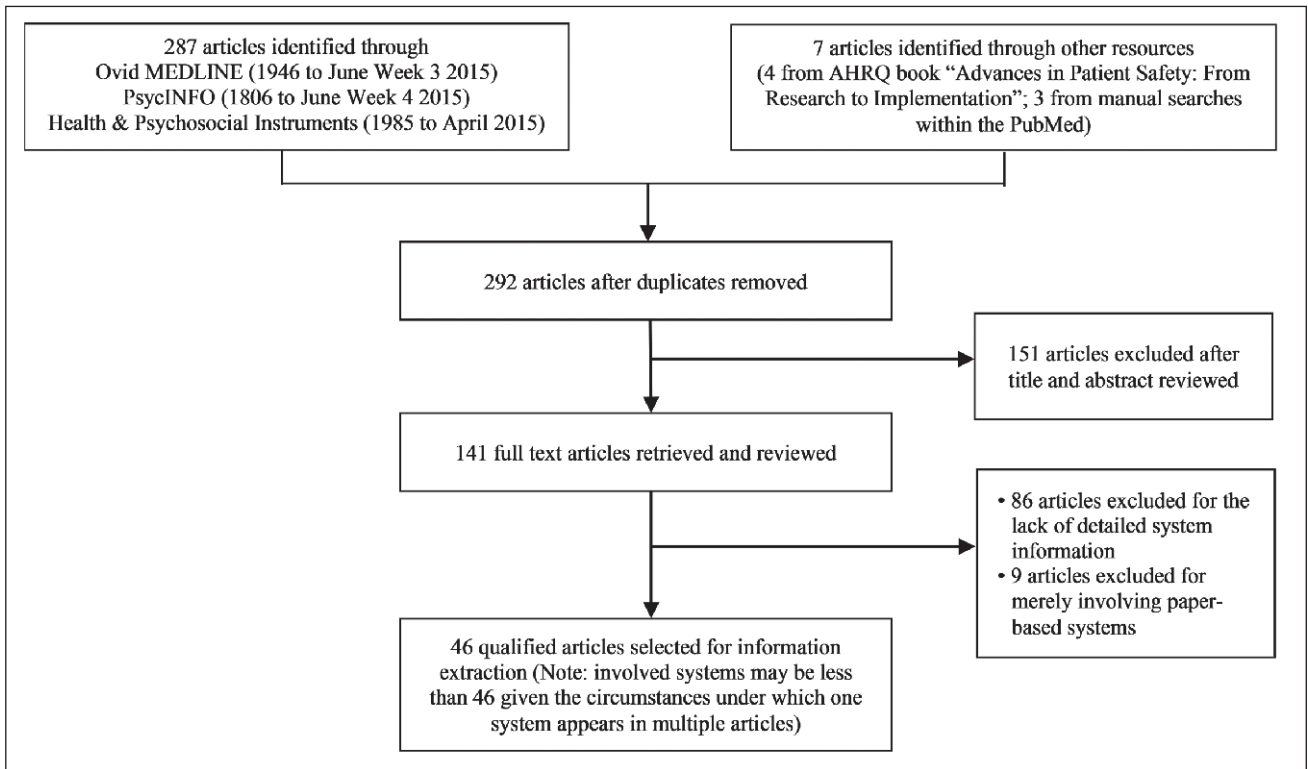 287 articles identified through
Ovid MEDLINE (1946 to June Week 3 2015)
PsycINFO (1806 to June Week 4 2015)
Health & Psychosocial Instruments (1985 to April 2015)
7 articles identified through other resources
(4 from AHRQ book “Advances in Patient Safety: From
Research to Implementation”; 3 from manual searches
within the PubMed)
292 articles after duplicates removed
151 articles excluded after
title and abstract reviewed
141 full text articles retrieved and reviewed
• 86 articles excluded for the
lack of detailed system
information
• 9 articles excluded for
merely involving paper-
based systems
46 qualified articles selected for information
extraction (Note: involved systems may be less
than 46 given the circumstances under which one
system appears in multiple articles)